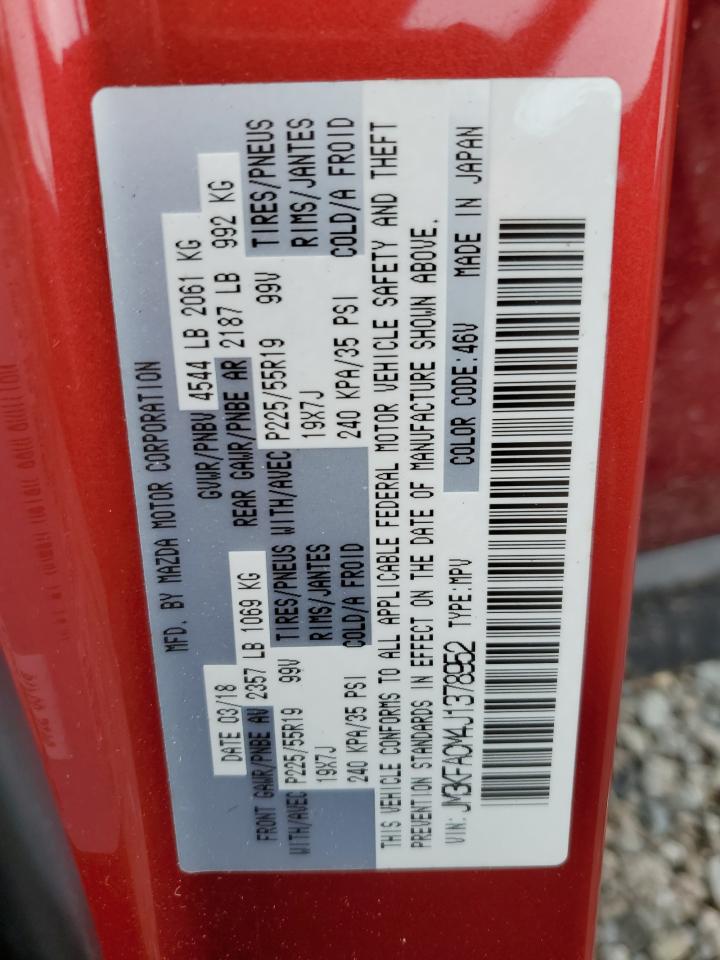 MFD. BY MAZDA MOTOR CORPORATION
DATE 03/18 GVWR/PNBV 4544 LB 2061 KG
FRONT GAWR/PNBE AV 2357 LB 1069 KG REAR GAWR/PNBE AR 2187 LB 992 KG
WITH/AVEC P225/55R19 99V TIRES/PNEUS WITH/AVEC P225/55R19 99V TIRES/PNEUS
19X7J RIMS/JANTES 19X7J RIMS/JANTES
240 KPA/35 PSI COLD/A FROID 240 KPA/35 PSI COLD/A FROID
THIS VEHICLE CONFORMS TO ALL APPLICABLE FEDERAL MOTOR VEHICLE SAFETY AND THEFT
PREVENTION STANDARDS IN EFFECT ON THE DATE OF MANUFACTURE SHOWN ABOVE.
VIN: JM3KFACM4J1378952 TYPE:MPV COLOR CODE:46V MADE IN JAPAN